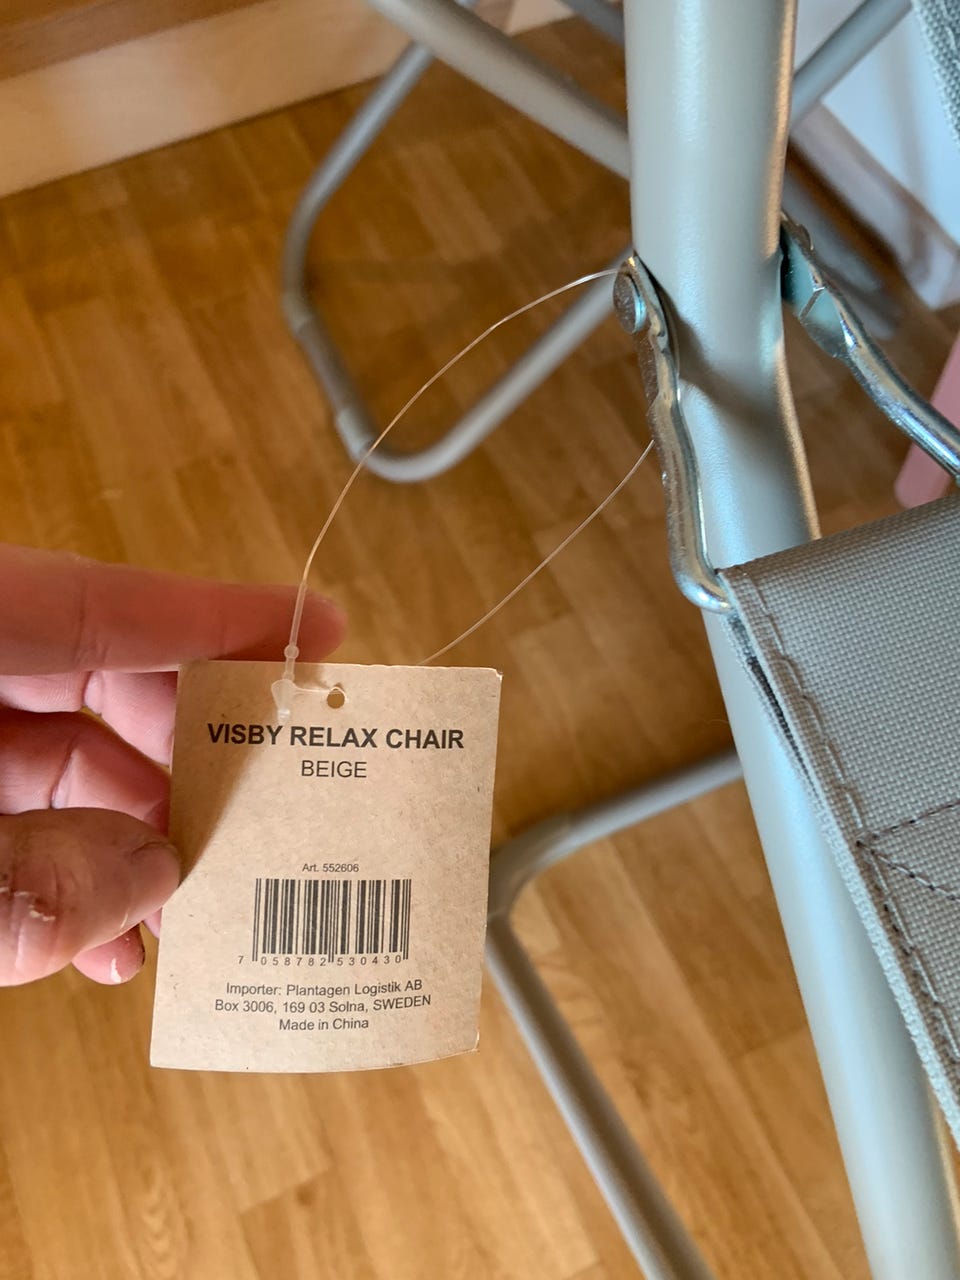 VISBY RELAX CHAIR
BEIGE
Art. 552606
7 058782 530430
Importer: Plantagen Logistik AB
Box 3006, 169 03 Solna, SWEDEN
Made in China